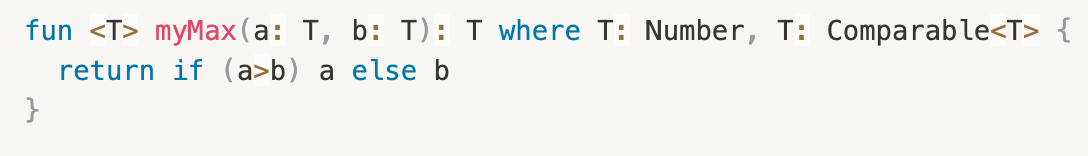 fun <T> myMax(a: T, b: T): T where T: Number, T: Comparable<T> {
  return if (a>b) a else b
}